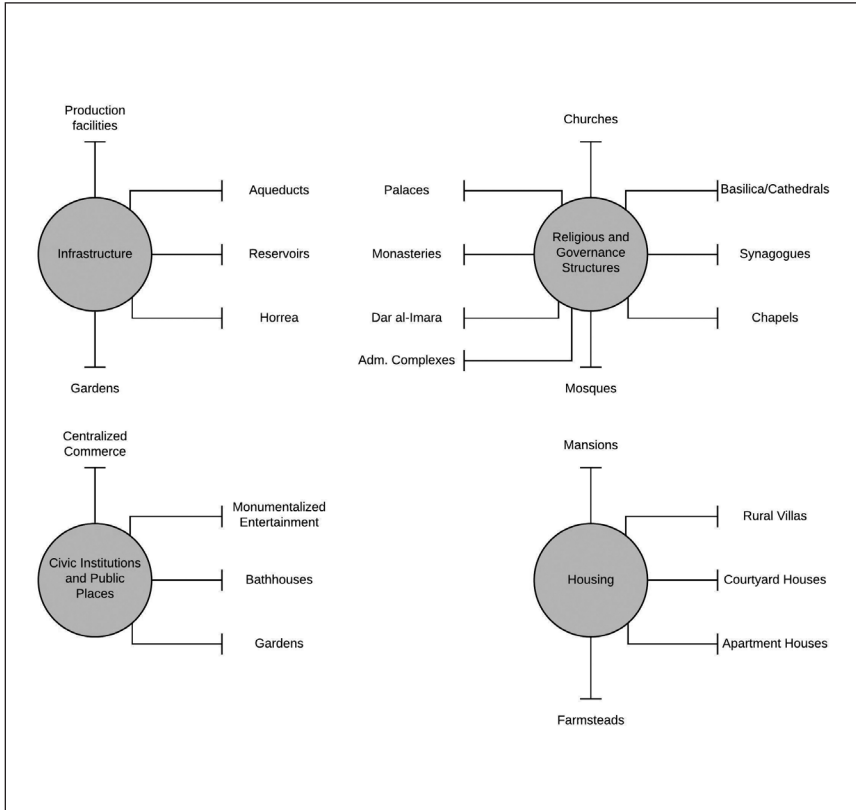 Production
facilities
Aqueducts
Infrastructure
Reservoirs
Horrea
Gardens
Churches
Palaces
Basilica/Cathedrals
Monasteries
Religious and
Governance
Structures
Synagogues
Dar al-Imara
Chapels
Adm. Complexes
Mosques
Centralized
Commerce
Monumentalized
Entertainment
Civic Institutions
and Public
Places
Bathhouses
Gardens
Mansions
Rural Villas
Housing
Courtyard Houses
Apartment Houses
Farmsteads